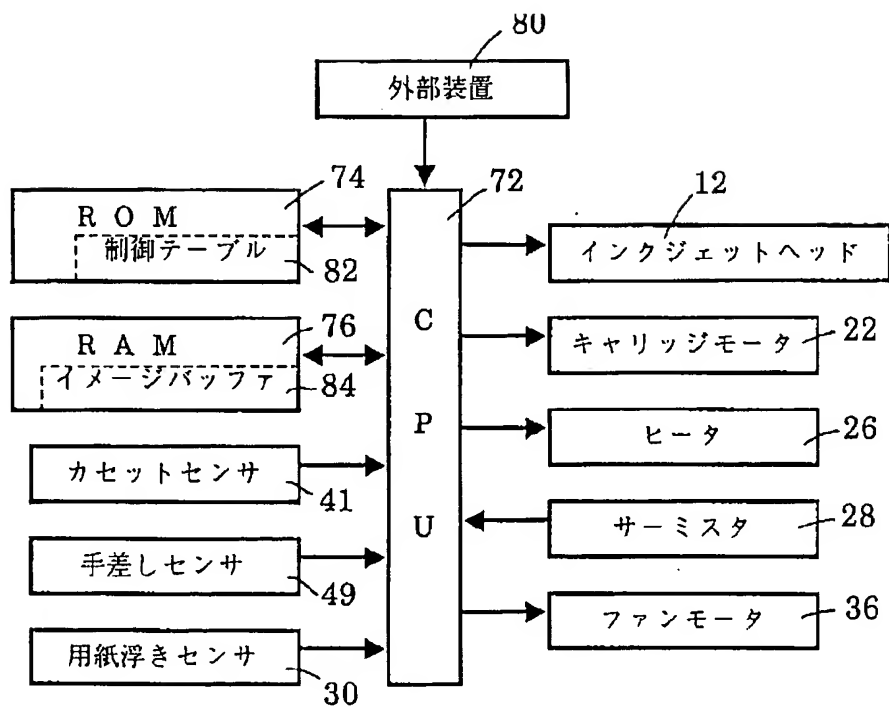 80
外部装置
74
ROM
制御テーブル
82
76
RAM
イメージバッファ
84
カセットセンサ
41
手差しセンサ
49
用紙浮きセンサ
30
72
CPU
12
インクジェットヘッド
キャリッジモータ
22
ヒータ
26
サーミスタ
28
ファンモータ
36